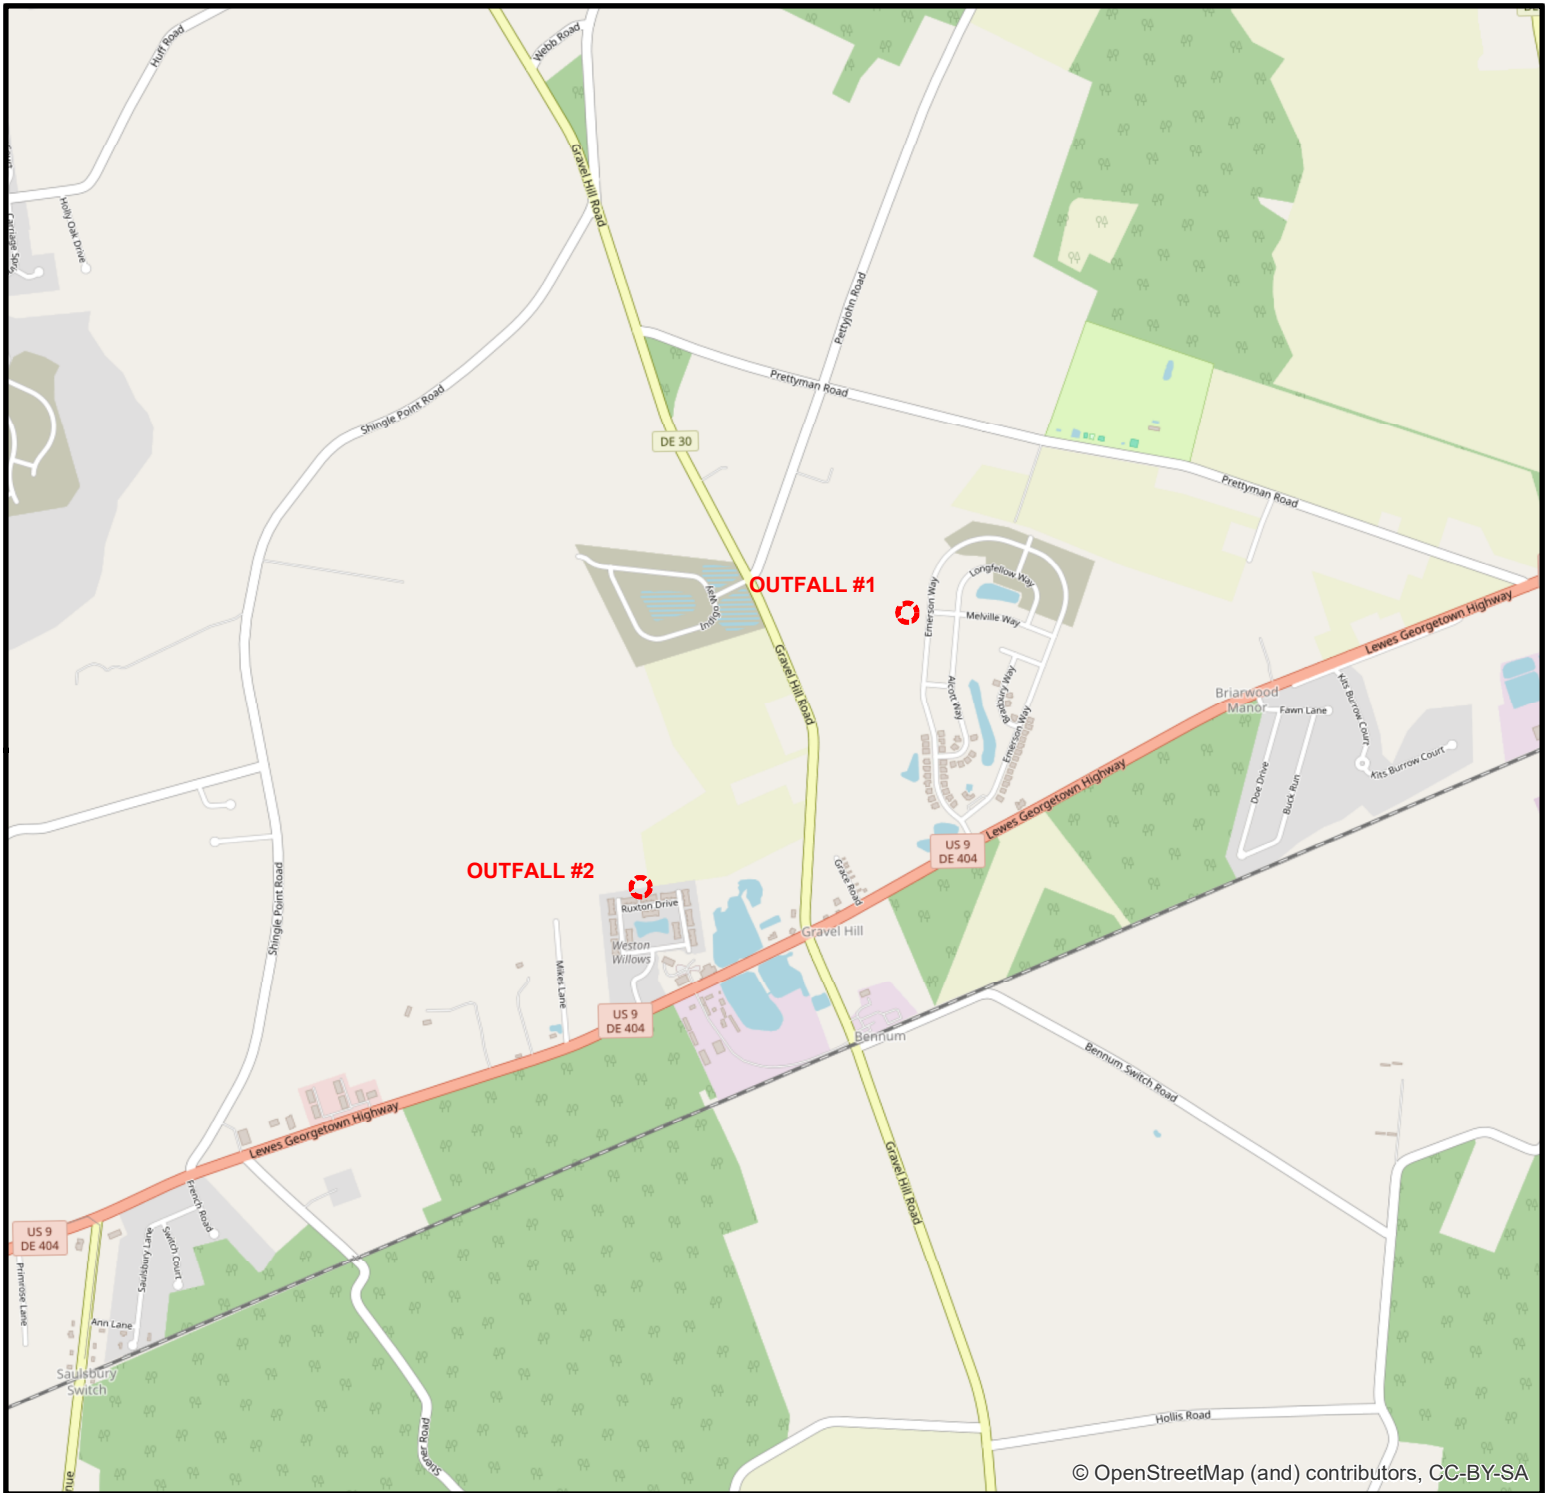 Huff Road
Webb Road
Gravel Hill Road
Holly Oak Drive
Pettyjohn Road
Prettyman Road
Shingle Point Road
DE 30
Prettyman Road
OUTFALL #1
Indigo Way
Longfellow Way
Emerson Way
Melville Way
Lewes Georgetown Highway
Gravel Hill Road
Alcott Way
Bradbury Way
Emerson Way
Briarwood
Manor
Fawn Lane
Kits Burrow Court
Kits Burrow Court
Doe Drive
Buck Run
Lewes Georgetown Highway
US 9
DE 404
OUTFALL #2
Grace Road
Ruxton Drive
Shingle Point Road
Gravel Hill
Weston
Willows
Mikes Lane
US 9
DE 404
Bennum
Bennum Switch Road
Lewes Georgetown Highway
Gravel Hill Road
French Road
US 9
DE 404
Switch Court
Saulsbury Lane
Primrose Lane
Ann Lane
Saulsbury
Switch
Hollis Road
Steiner Road
© OpenStreetMap (and) contributors, CC-BY-SA